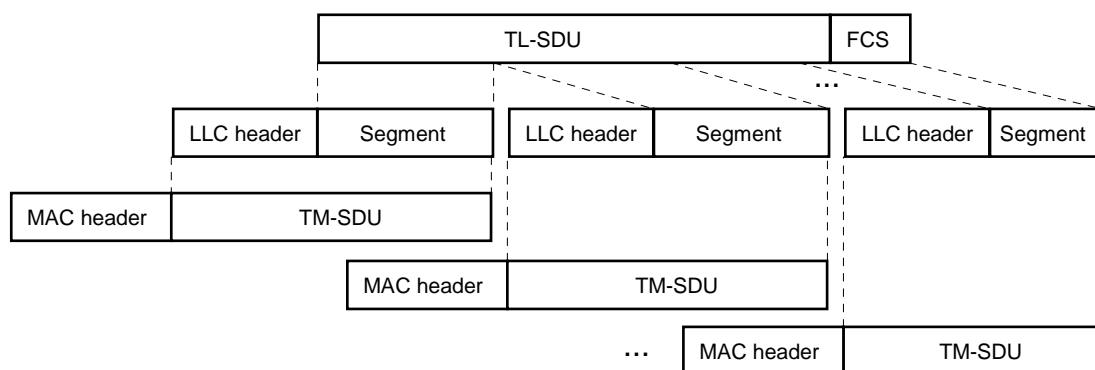 TL-SDU FCS
...
LLC header Segment LLC header Segment LLC header Segment
MAC header TM-SDU
MAC header TM-SDU
... MAC header TM-SDU